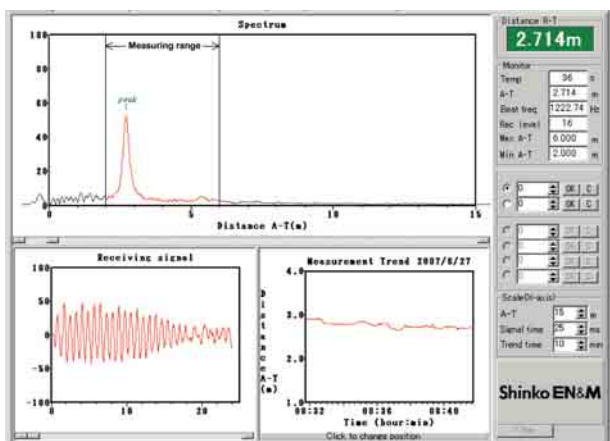 Spectrum
100
80
60
40
20
0
Measuring range
peak
0
5
10
15
Distance A-T(m)
Receiving signal
100
50
0
-50
-100
0
10
20
Measurement Trend 2007/6/27
4.0
3.0
2.0
1.0
Distance A-T (m)
08:32
08:36
08:40
Time (hour:min)
Click to change position
Distance A-T
2.714m
Monitor
Temp 36
A-T 2.714 m
Beat freq 1222.74 Hz
Rec level 16
Max A-T 6.000 m
Min A-T 2.000 m
0 OK C
0 OK C
Scale(X-axis)
A-T 15 m
Signal time 25 ms
Trend time 10 min
Shinko EN&M